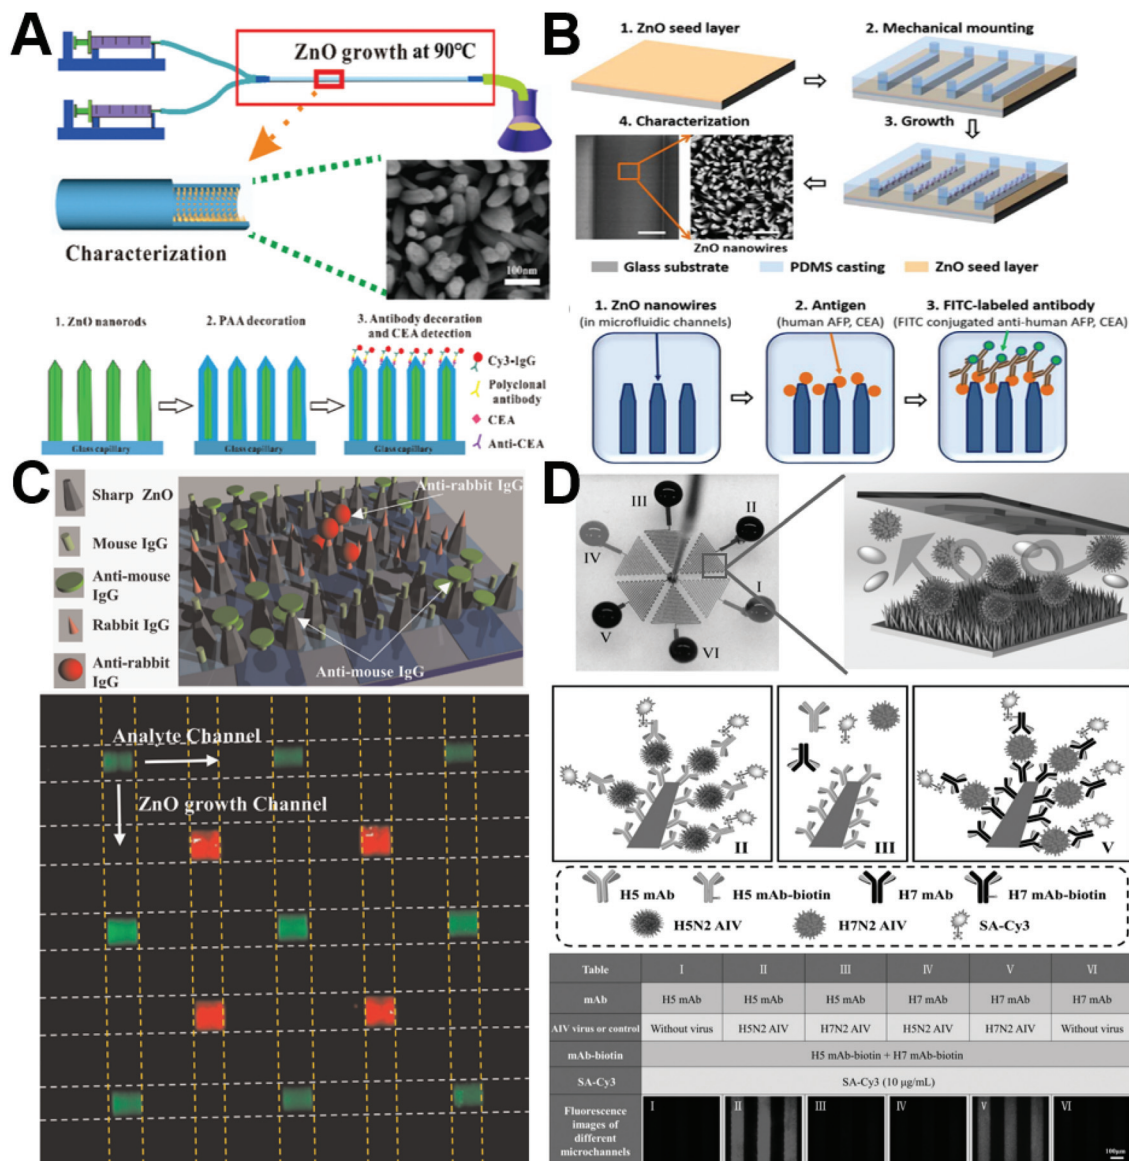 A
ZnO growth at 90℃
Characterization
100nm
1. ZnO nanorods
2. PAA decoration
3. Antibody decoration
and CEA detection
Cy3-IgG
Polyclonal
antibody
CEA
Anti-CEA
Glass capillary
Glass capillary
Glass capillary
B
1. ZnO seed layer
2. Mechanical mounting
4. Characterization
3. Growth
ZnO nanowires
Glass substrate
PDMS casting
ZnO seed layer
1. ZnO nanowires
(in microfluidic channels)
2. Antigen
(human AFP, CEA)
3. FITC-labeled antibody
(FITC conjugated anti-human AFP, CEA)
C
Sharp ZnO
Mouse IgG
Anti-mouse
IgG
Rabbit IgG
Anti-rabbit
IgG
Anti-rabbit IgG
Anti-mouse IgG
Analyte Channel
ZnO growth Channel
D
III
II
IV
I
V
VI
II
III
V
H5 mAb
H5 mAb-biotin
H7 mAb
H7 mAb-biotin
H5N2 AIV
H7N2 AIV
SA-Cy3
Table I II III IV V VI
mAb H5 mAb H5 mAb H5 mAb H7 mAb H7 mAb H7 mAb
AIV virus or control Without virus H5N2 AIV H7N2 AIV H5N2 AIV H7N2 AIV Without virus
mAb-biotin H5 mAb-biotin + H7 mAb-biotin
SA-Cy3 SA-Cy3 (10 μg/mL)
Fluorescence
images of
different
microchannels
I II III IV V VI
100μm